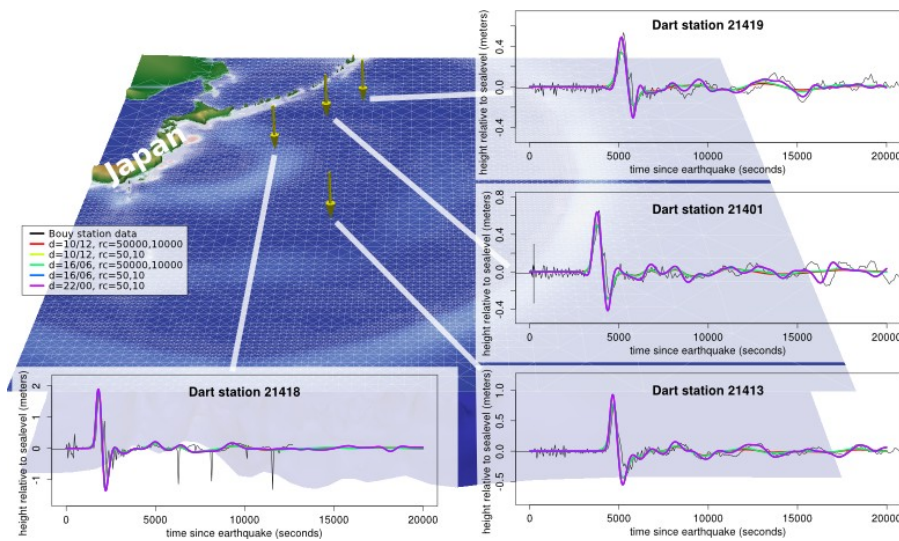 Dart station 21419
height relative to sealevel (meters)
0.4
0.0
-0.4
0
5000
10000
15000
20000
time since earthquake (seconds)
Japan
Dart station 21401
height relative to sealevel (meters)
0.8
0.4
0.0
-0.4
0
5000
10000
15000
20000
time since earthquake (seconds)
Bouy station data
d=10/12, rc=50000,10000
d=10/12, rc=50,10
d=16/06, rc=50000,10000
d=16/06, rc=50,10
d=22/00, rc=50,10
Dart station 21418
height relative to sealevel (meters)
2
1
0
-1
0
5000
10000
15000
20000
time since earthquake (seconds)
Dart station 21413
height relative to sealevel (meters)
1.0
0.5
0.0
-0.5
0
5000
10000
15000
20000
time since earthquake (seconds)